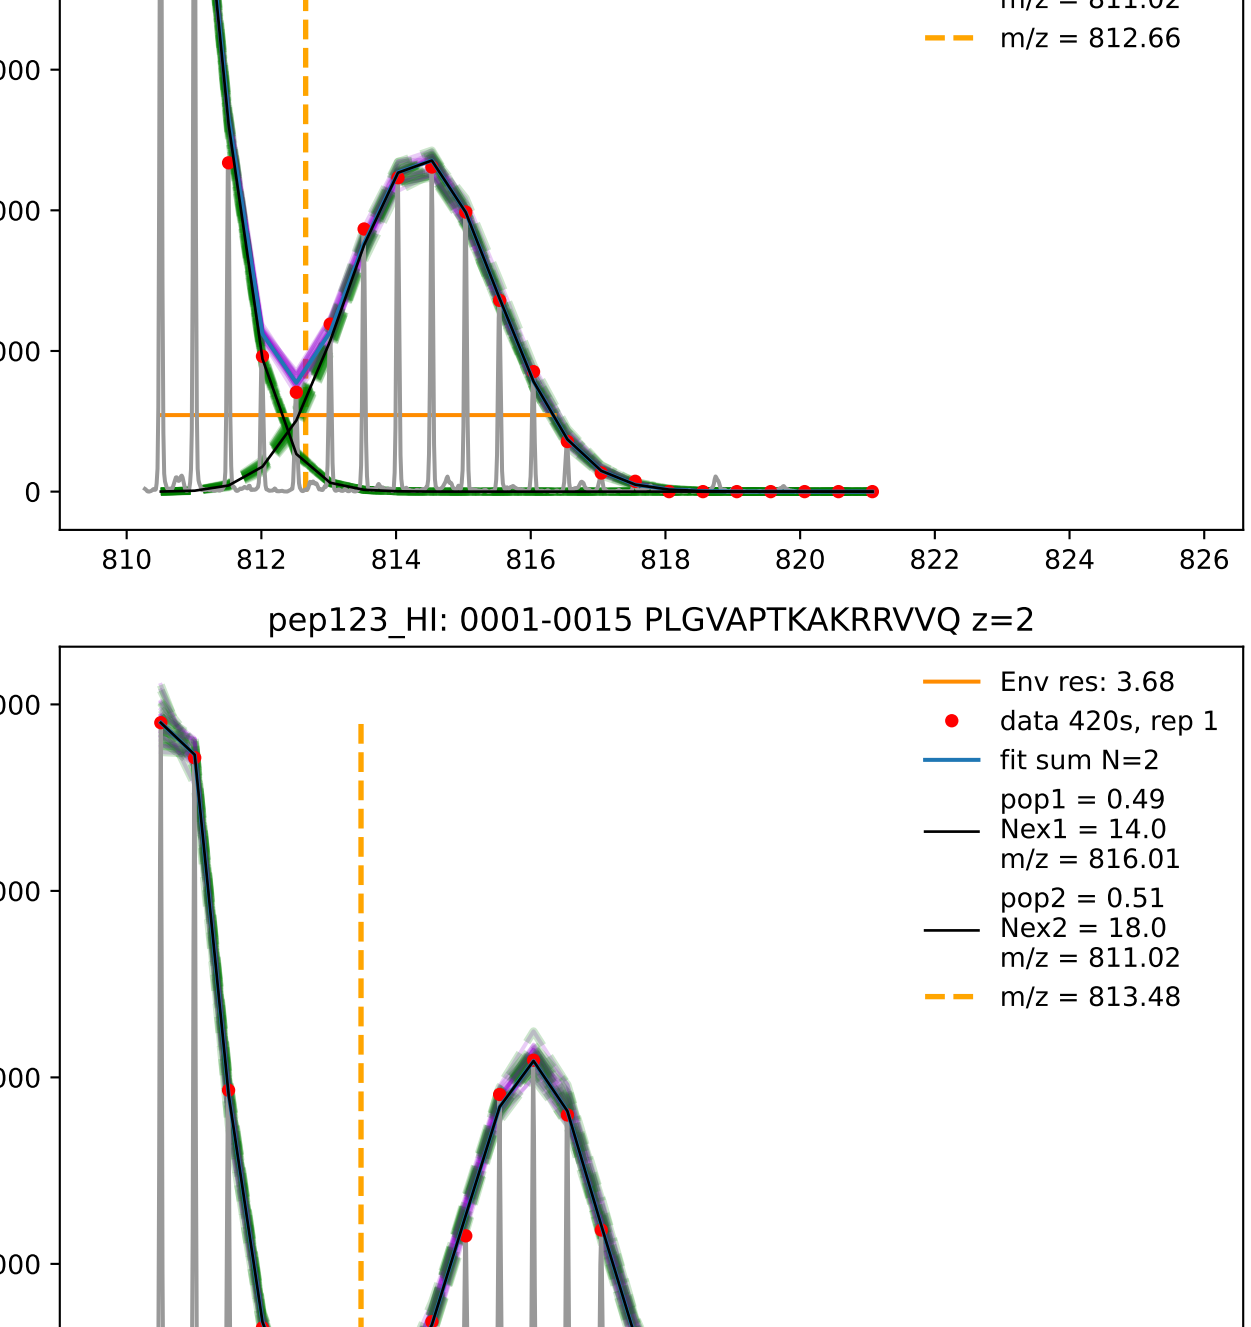 m/z = 811.02
m/z = 812.66
000
000
000
0
810 812 814 816 818 820 822 824 826
pep123_HI: 0001-0015 PLGVAPTKAKRRVVQ z=2
000
000
000
000
Env res: 3.68
data 420s, rep 1
fit sum N=2
pop1 = 0.49
Nex1 = 14.0
m/z = 816.01
pop2 = 0.51
Nex2 = 18.0
m/z = 811.02
m/z = 813.48